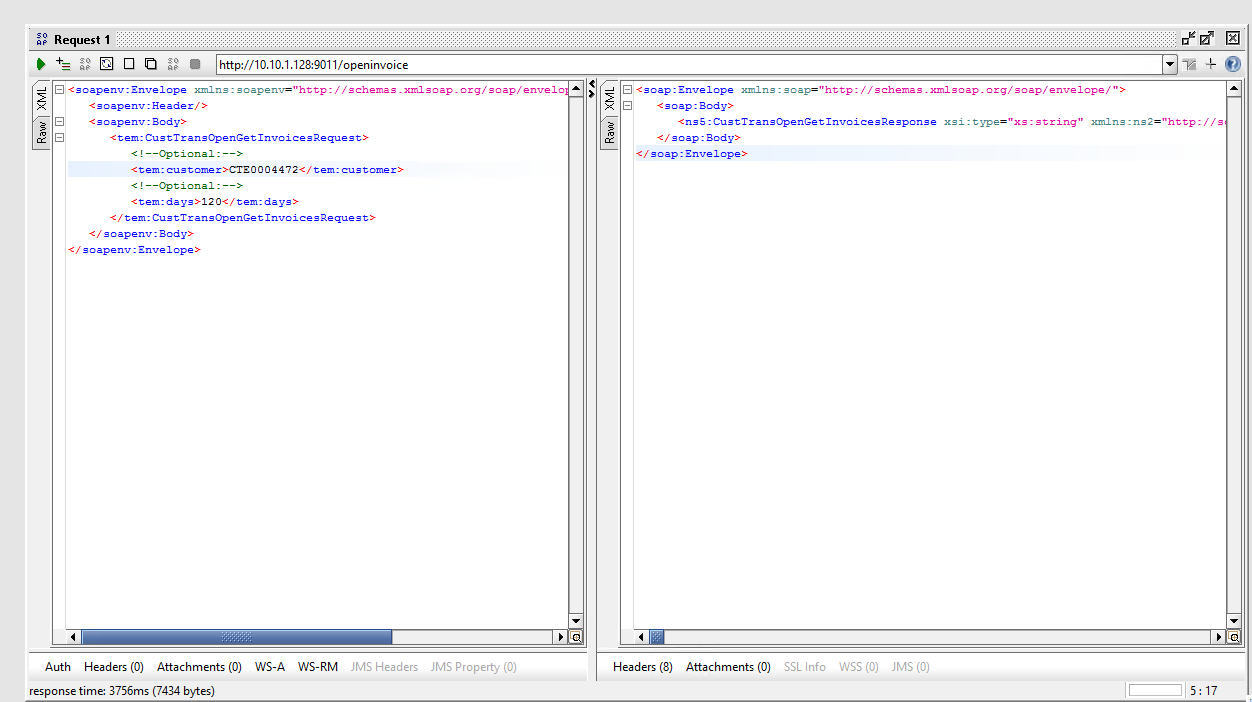 SO AP Request 1
http://10.10.1.128:9011/openinvoice
XML
Raw
<soapenv:Envelope xmlns:soapenv="http://schemas.xmlsoap.org/soap/envelop
<soapenv:Header/>
<soapenv:Body>
<tem:CustTransOpenGetInvoicesRequest>
<!--Optional:-->
<tem:customer>CTE0004472</tem:customer>
<!--Optional:-->
<tem:days>120</tem:days>
</tem:CustTransOpenGetInvoicesRequest>
</soapenv:Body>
</soapenv:Envelope>
XML
Raw
<soap:Envelope xmlns:soap="http://schemas.xmlsoap.org/soap/envelope/">
<soap:Body>
<ns5:CustTransOpenGetInvoicesResponse xsi:type="xs:string" xmlns:ns2="http://s
</soap:Body>
</soap:Envelope>
Auth Headers (0) Attachments (0) WS-A WS-RM JMS Headers JMS Property (0)
Headers (8) Attachments (0) SSL Info WSS (0) JMS (0)
response time: 3756ms (7434 bytes)
5 : 17